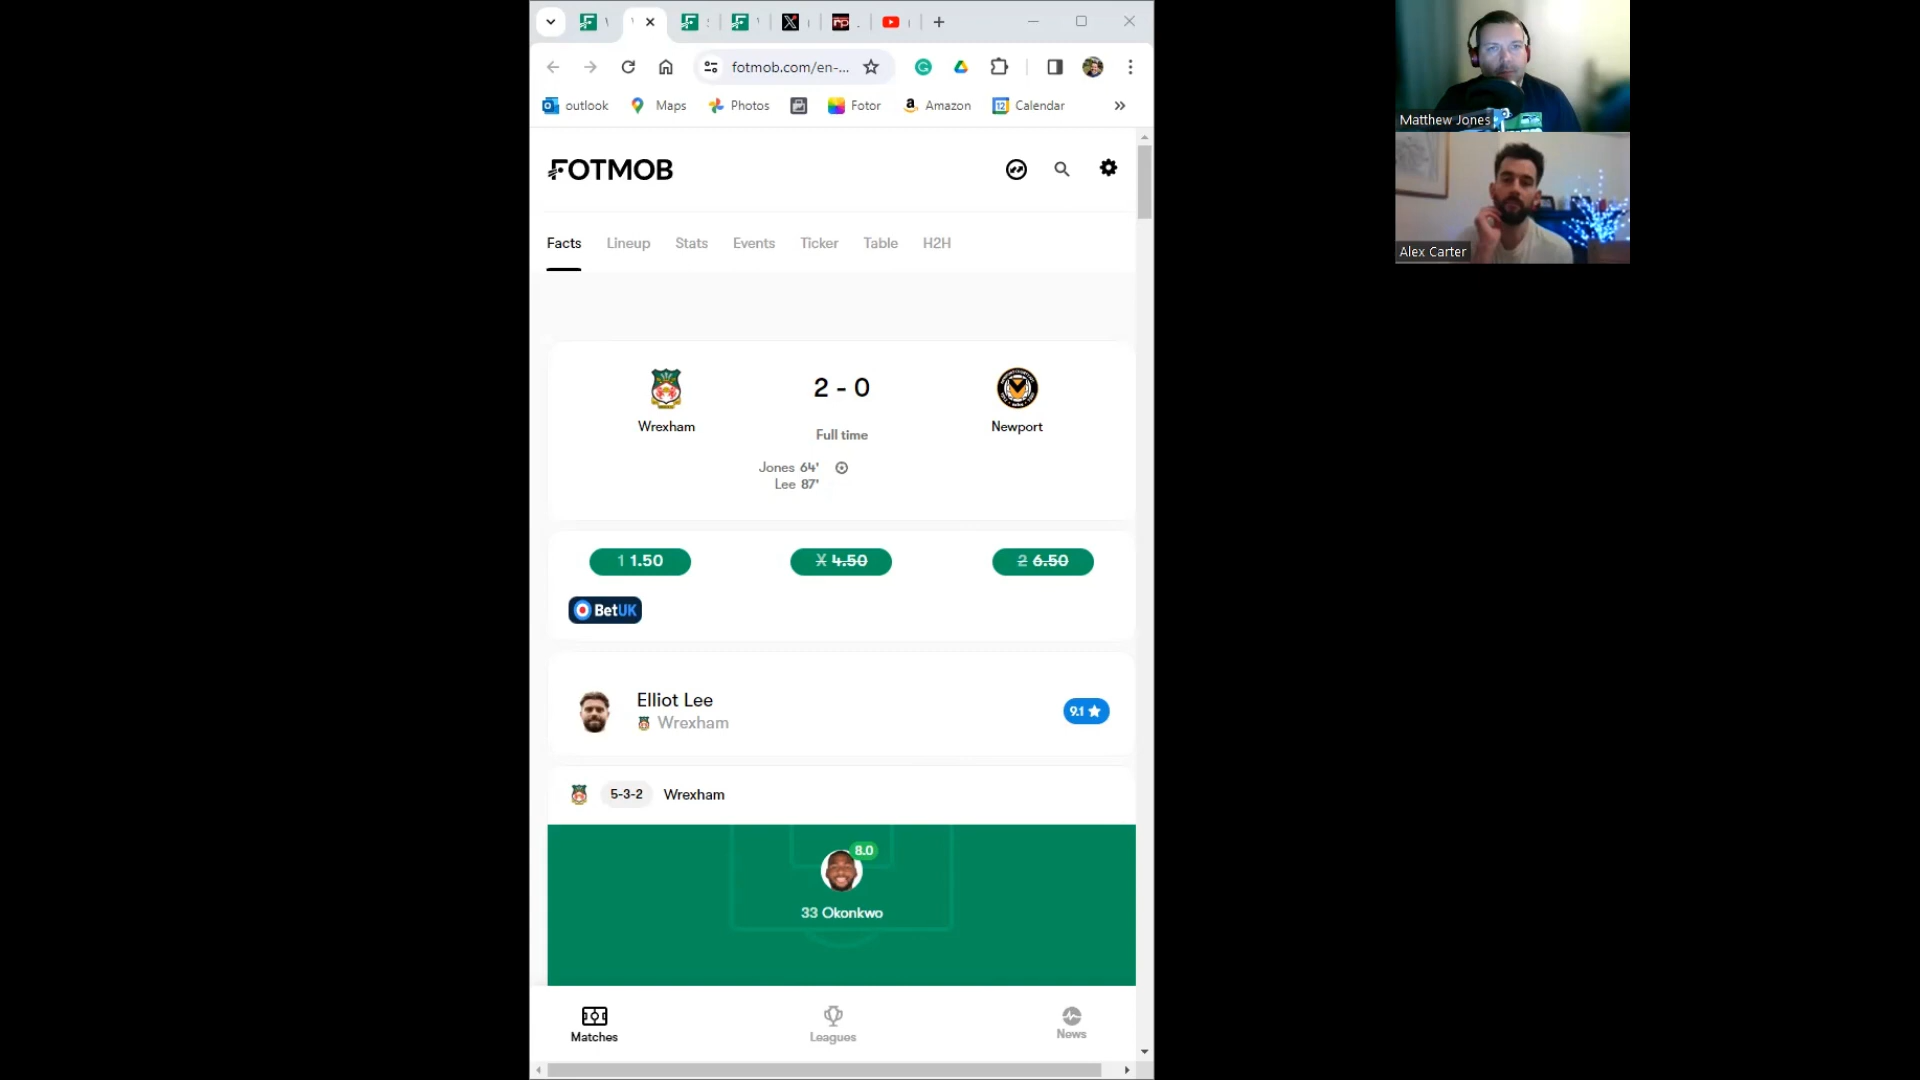 fotmob.com/en-...
outlook
Maps
Photos
Fotor
Amazon
Calendar
FOTMOB
Facts
Lineup
Stats
Events
Ticker
Table
H2H
Wrexham
2 - 0
Newport
Full time
Jones 64'
Lee 87'
1 1.50
X 4.50
2 6.50
BetUK
Elliot Lee
Wrexham
9.1
5-3-2
Wrexham
8.0
33 Okonkwo
Matches
Leagues
News
Matthew Jones
Alex Carter